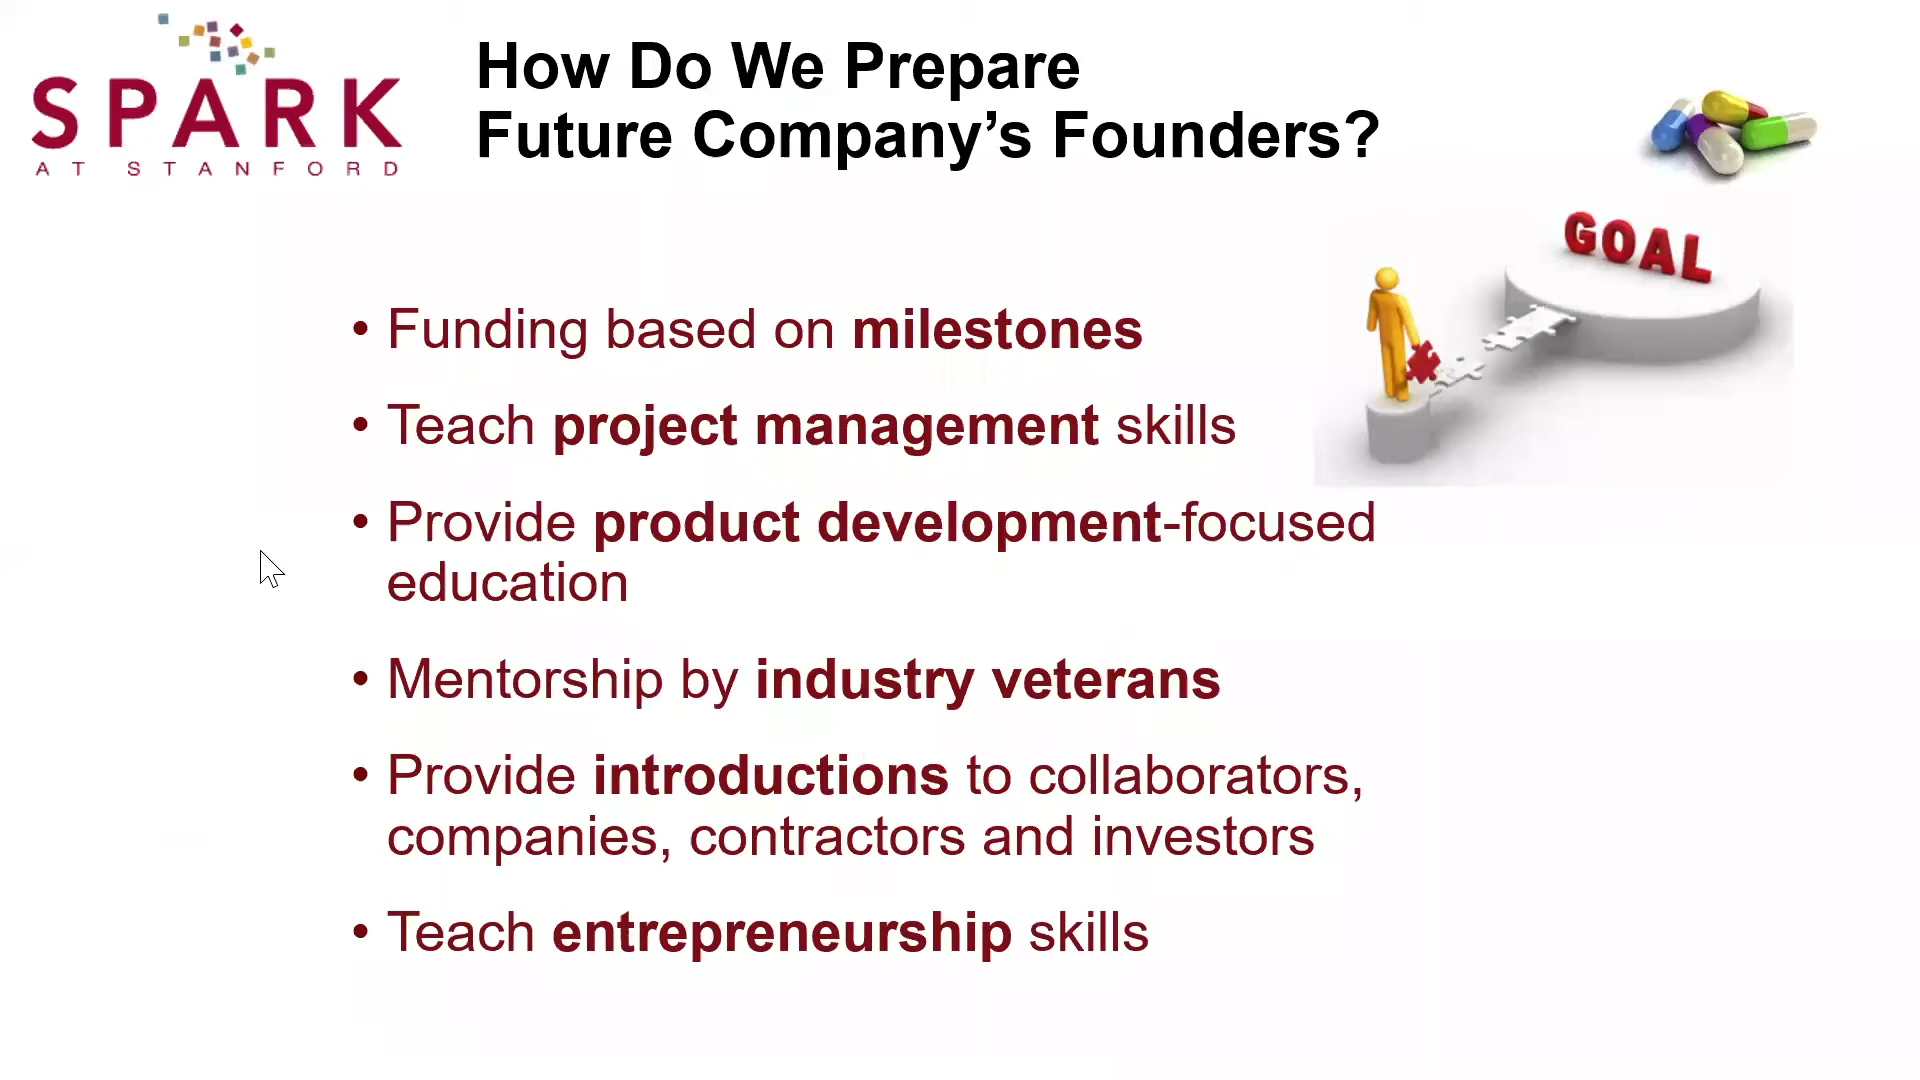 SPARK
AT STANFORD
How Do We Prepare
Future Company’s Founders?
GOAL
• Funding based on milestones
• Teach project management skills
• Provide product development-focused
education
• Mentorship by industry veterans
• Provide introductions to collaborators,
companies, contractors and investors
• Teach entrepreneurship skills